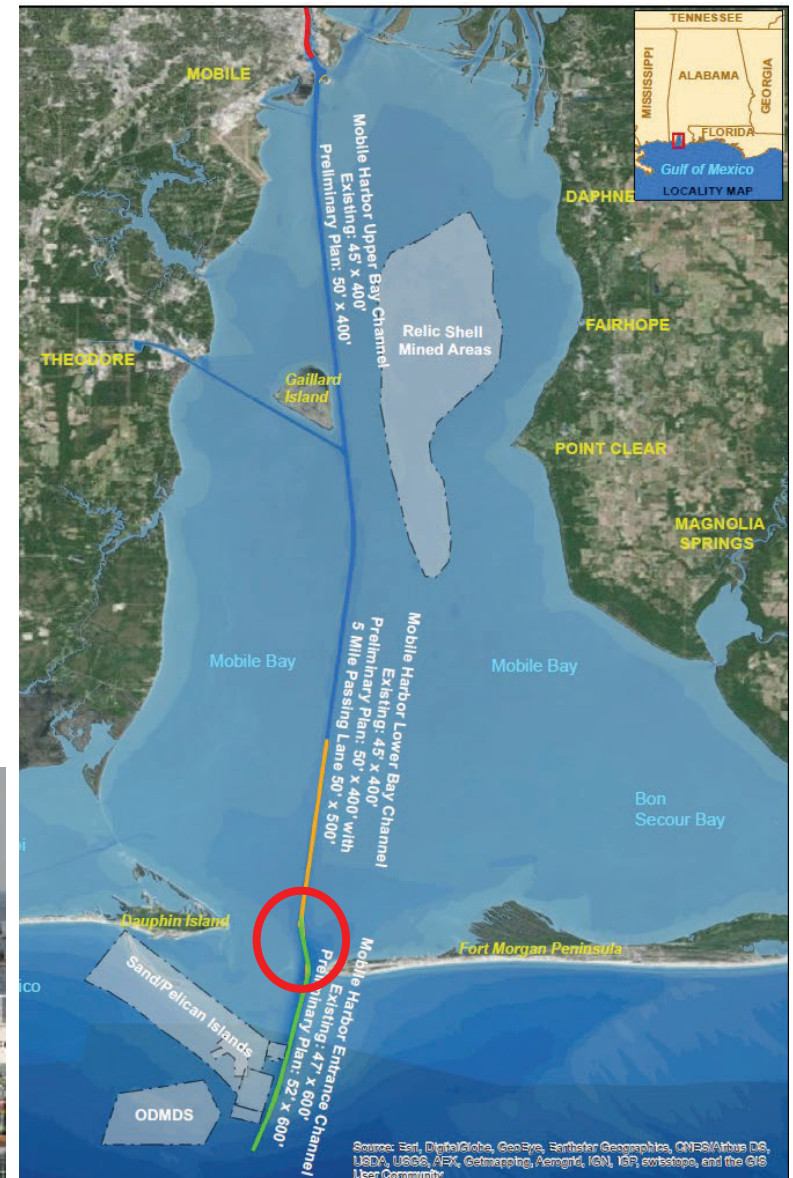 TENNESSEE
MISSISSIPPI
ALABAMA
GEORGIA
FLORIDA
Gulf of Mexico
LOCALITY MAP
MOBILE
DAPHNE
Mobile Harbor Upper Bay Channel
Existing: 45' x 400'
Preliminary Plan: 50' x 400'
Relic Shell
Mined Areas
FAIRHOPE
THEODORE
Gaillard
Island
POINT CLEAR
MAGNOLIA
SPRINGS
Mobile Harbor Lower Bay Channel
Existing: 45' x 400'
Preliminary Plan: 50' x 400' with
5 Mile Passing Lane 50' x 500'
Mobile Bay
Mobile Bay
Bon
Secour Bay
Dauphin Island
Fort Morgan Peninsula
Mobile Harbor Entrance Channel
Existing: 47' x 600'
Preliminary Plan: 52' x 600'
Sand/Pelican Islands
ico
ODMDS
Source: Esri, DigitalGlobe, GeoEye, Earthstar Geographics, CNES/Airbus DS,
USDA, USGS, AEX, Getmapping, Aerogrid, IGN, IGP, swisstopo, and the GIS
User Community